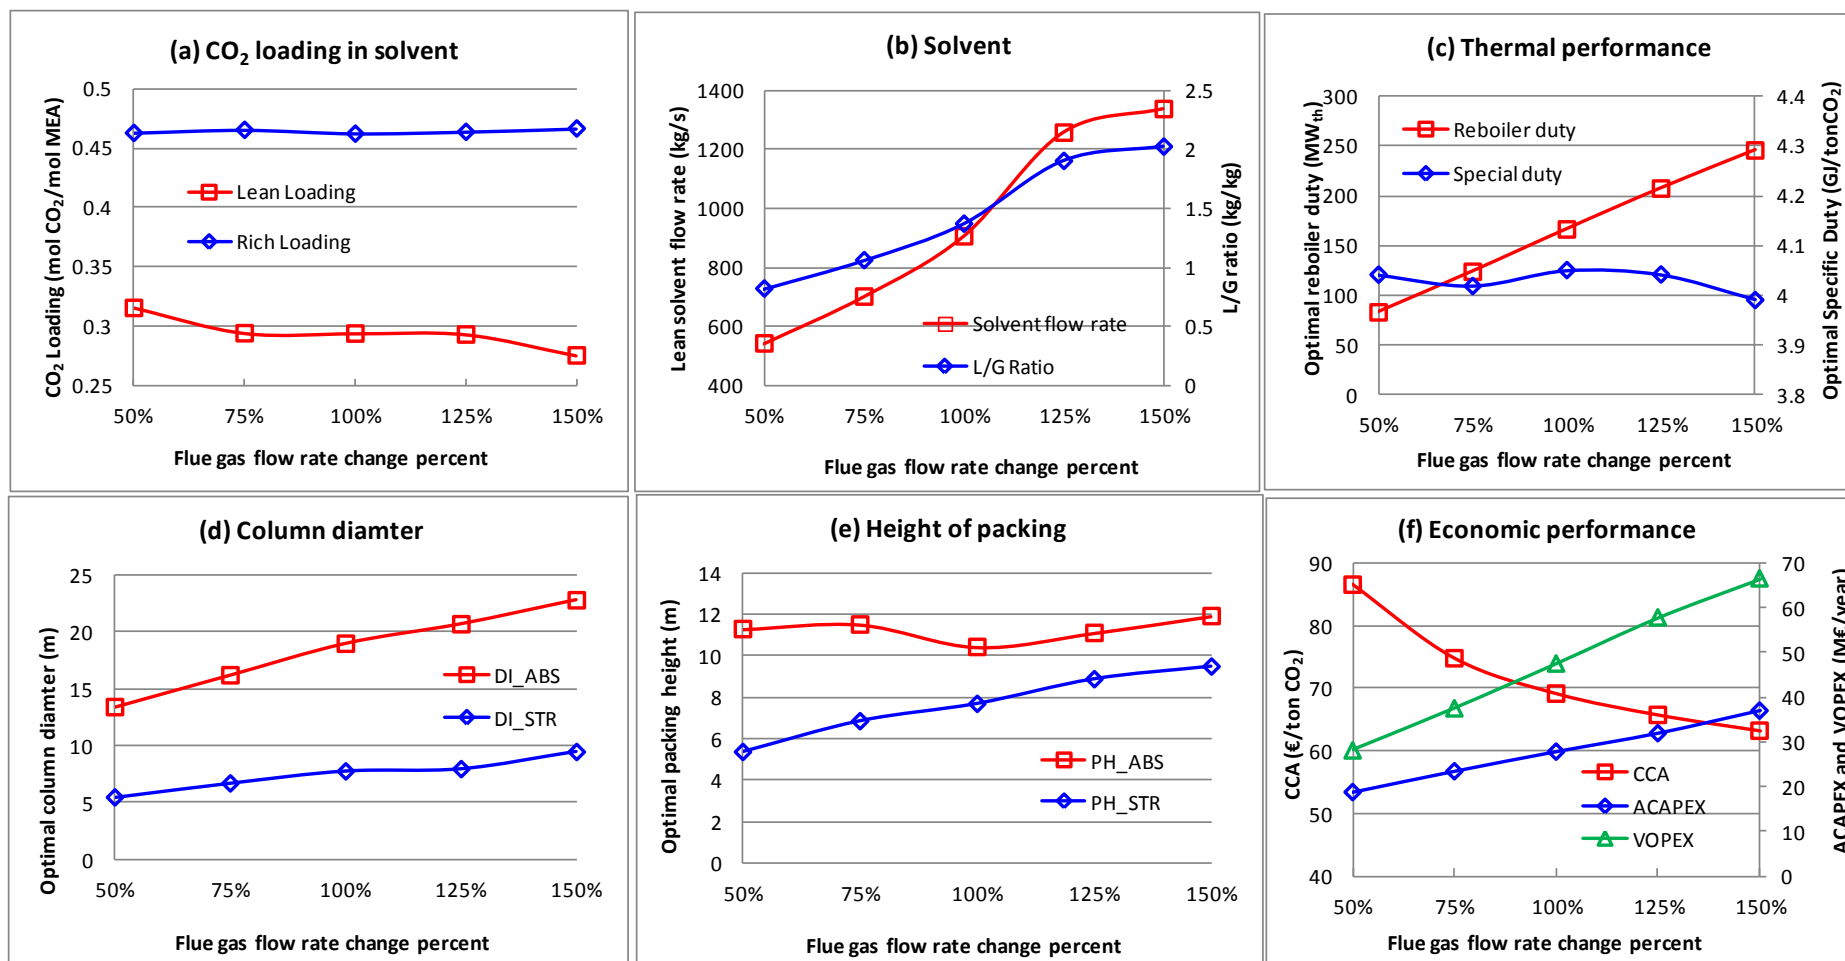 (a) CO₂ loading in solvent
CO₂ Loading (mol CO₂/mol MEA)
0.5
0.45
0.4
0.35
0.3
0.25
Lean Loading
Rich Loading
50% 75% 100% 125% 150%
Flue gas flow rate change percent
(b) Solvent
Lean solvent flow rate (kg/s)
1400
1200
1000
800
600
400
Solvent flow rate
L/G Ratio
2.5
2
1.5
1
0.5
0
L/G ratio (kg/kg)
50% 75% 100% 125% 150%
Flue gas flow rate change percent
(c) Thermal performance
Optimal reboiler duty (MWth)
300
250
200
150
100
50
0
Reboiler duty
Special duty
4.4
4.3
4.2
4.1
4
3.9
3.8
Optimal Specific Duty (GJ/tonCO₂)
50% 75% 100% 125% 150%
Flue gas flow rate change percent
(d) Column diamter
Optimal column diamter (m)
25
20
15
10
5
0
DI_ABS
DI_STR
50% 75% 100% 125% 150%
Flue gas flow rate change percent
(e) Height of packing
Optimal packing height (m)
14
12
10
8
6
4
2
0
PH_ABS
PH_STR
50% 75% 100% 125% 150%
Flue gas flow rate change percent
(f) Economic performance
CCA (€/ton CO₂)
90
80
70
60
50
40
CCA
ACAPEX
VOPEX
70
60
50
40
30
20
10
0
ACAPEX and VOPEX (M€/year)
50% 75% 100% 125% 150%
Flue gas flow rate change percent